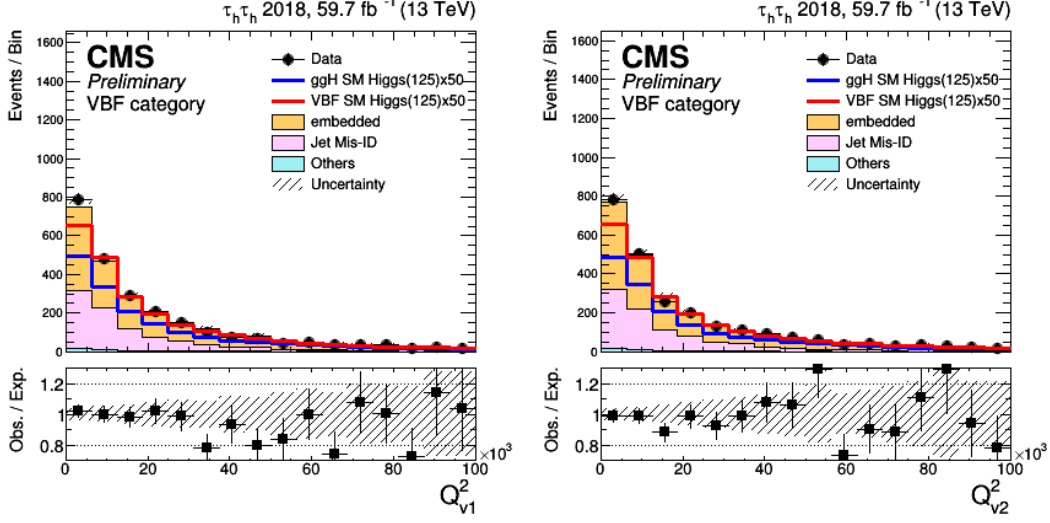 τhτh 2018, 59.7 fb⁻¹ (13 TeV)
Events / Bin
1600
1400
1200
1000
800
600
400
200
0
CMS
Preliminary
VBF category
Data
ggH SM Higgs(125)x50
VBF SM Higgs(125)x50
embedded
Jet Mis-ID
Others
Uncertainty
Obs. / Exp.
1.2
1
0.8
0 20 40 60 80 100
×10³
Q²v1
τhτh 2018, 59.7 fb⁻¹ (13 TeV)
Events / Bin
1600
1400
1200
1000
800
600
400
200
0
CMS
Preliminary
VBF category
Data
ggH SM Higgs(125)x50
VBF SM Higgs(125)x50
embedded
Jet Mis-ID
Others
Uncertainty
Obs. / Exp.
1.2
1
0.8
0 20 40 60 80 100
×10³
Q²v2